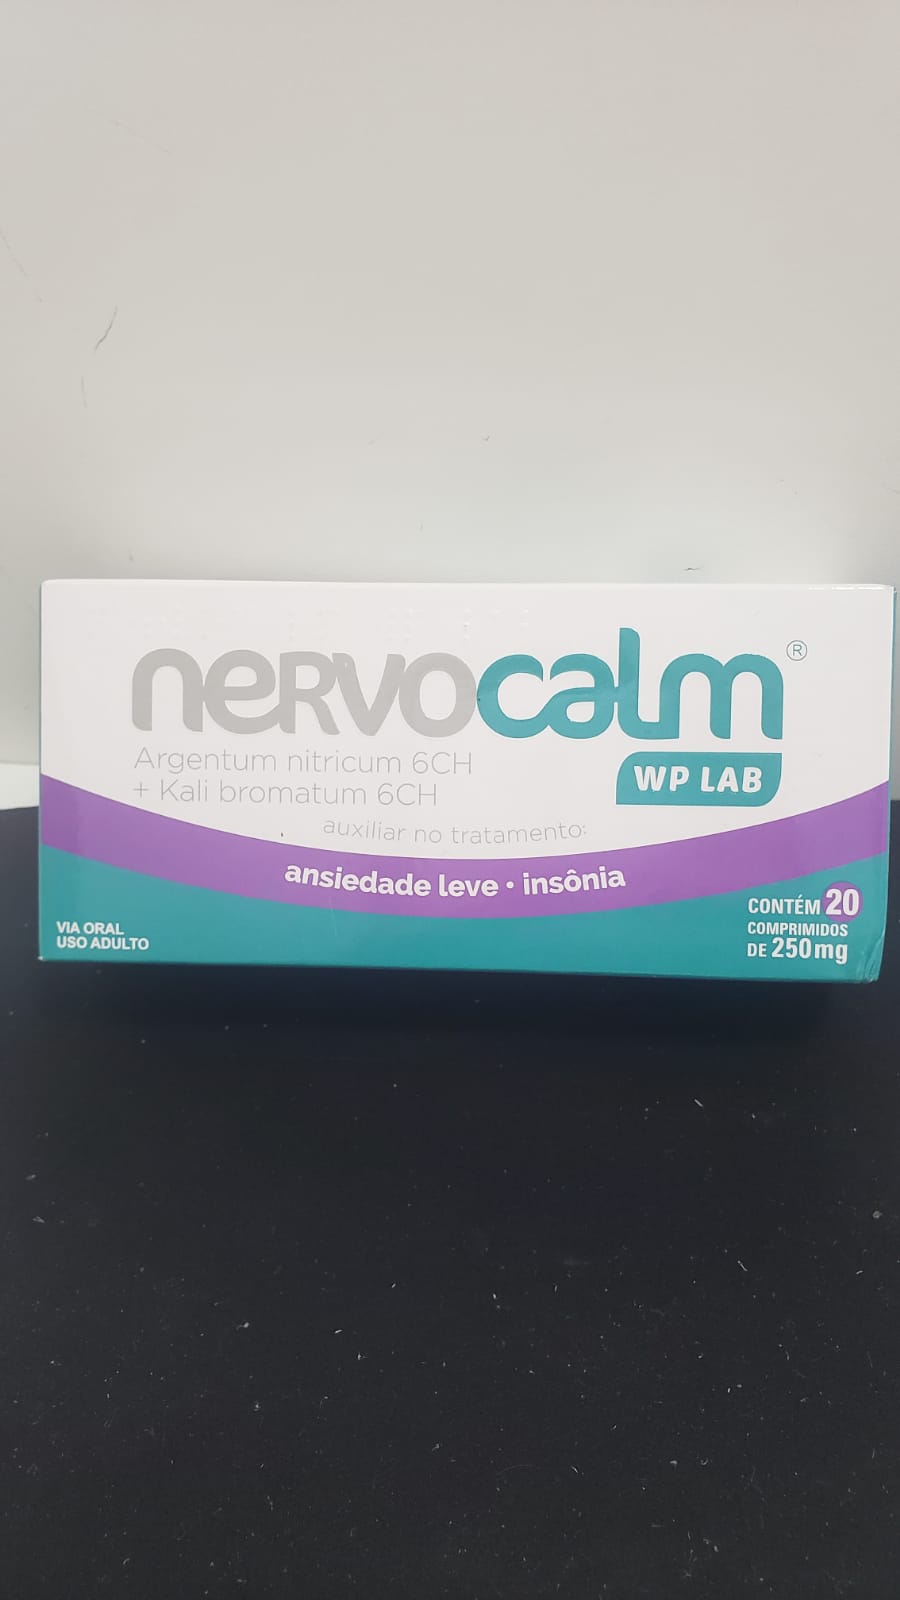 nervocalm®
Argentum nitricum 6CH
+ Kali bromatum 6CH
WP LAB
auxiliar no tratamento:
ansiedade leve • insônia
VIA ORAL
USO ADULTO
CONTÉM 20
COMPRIMIDOS
DE 250mg